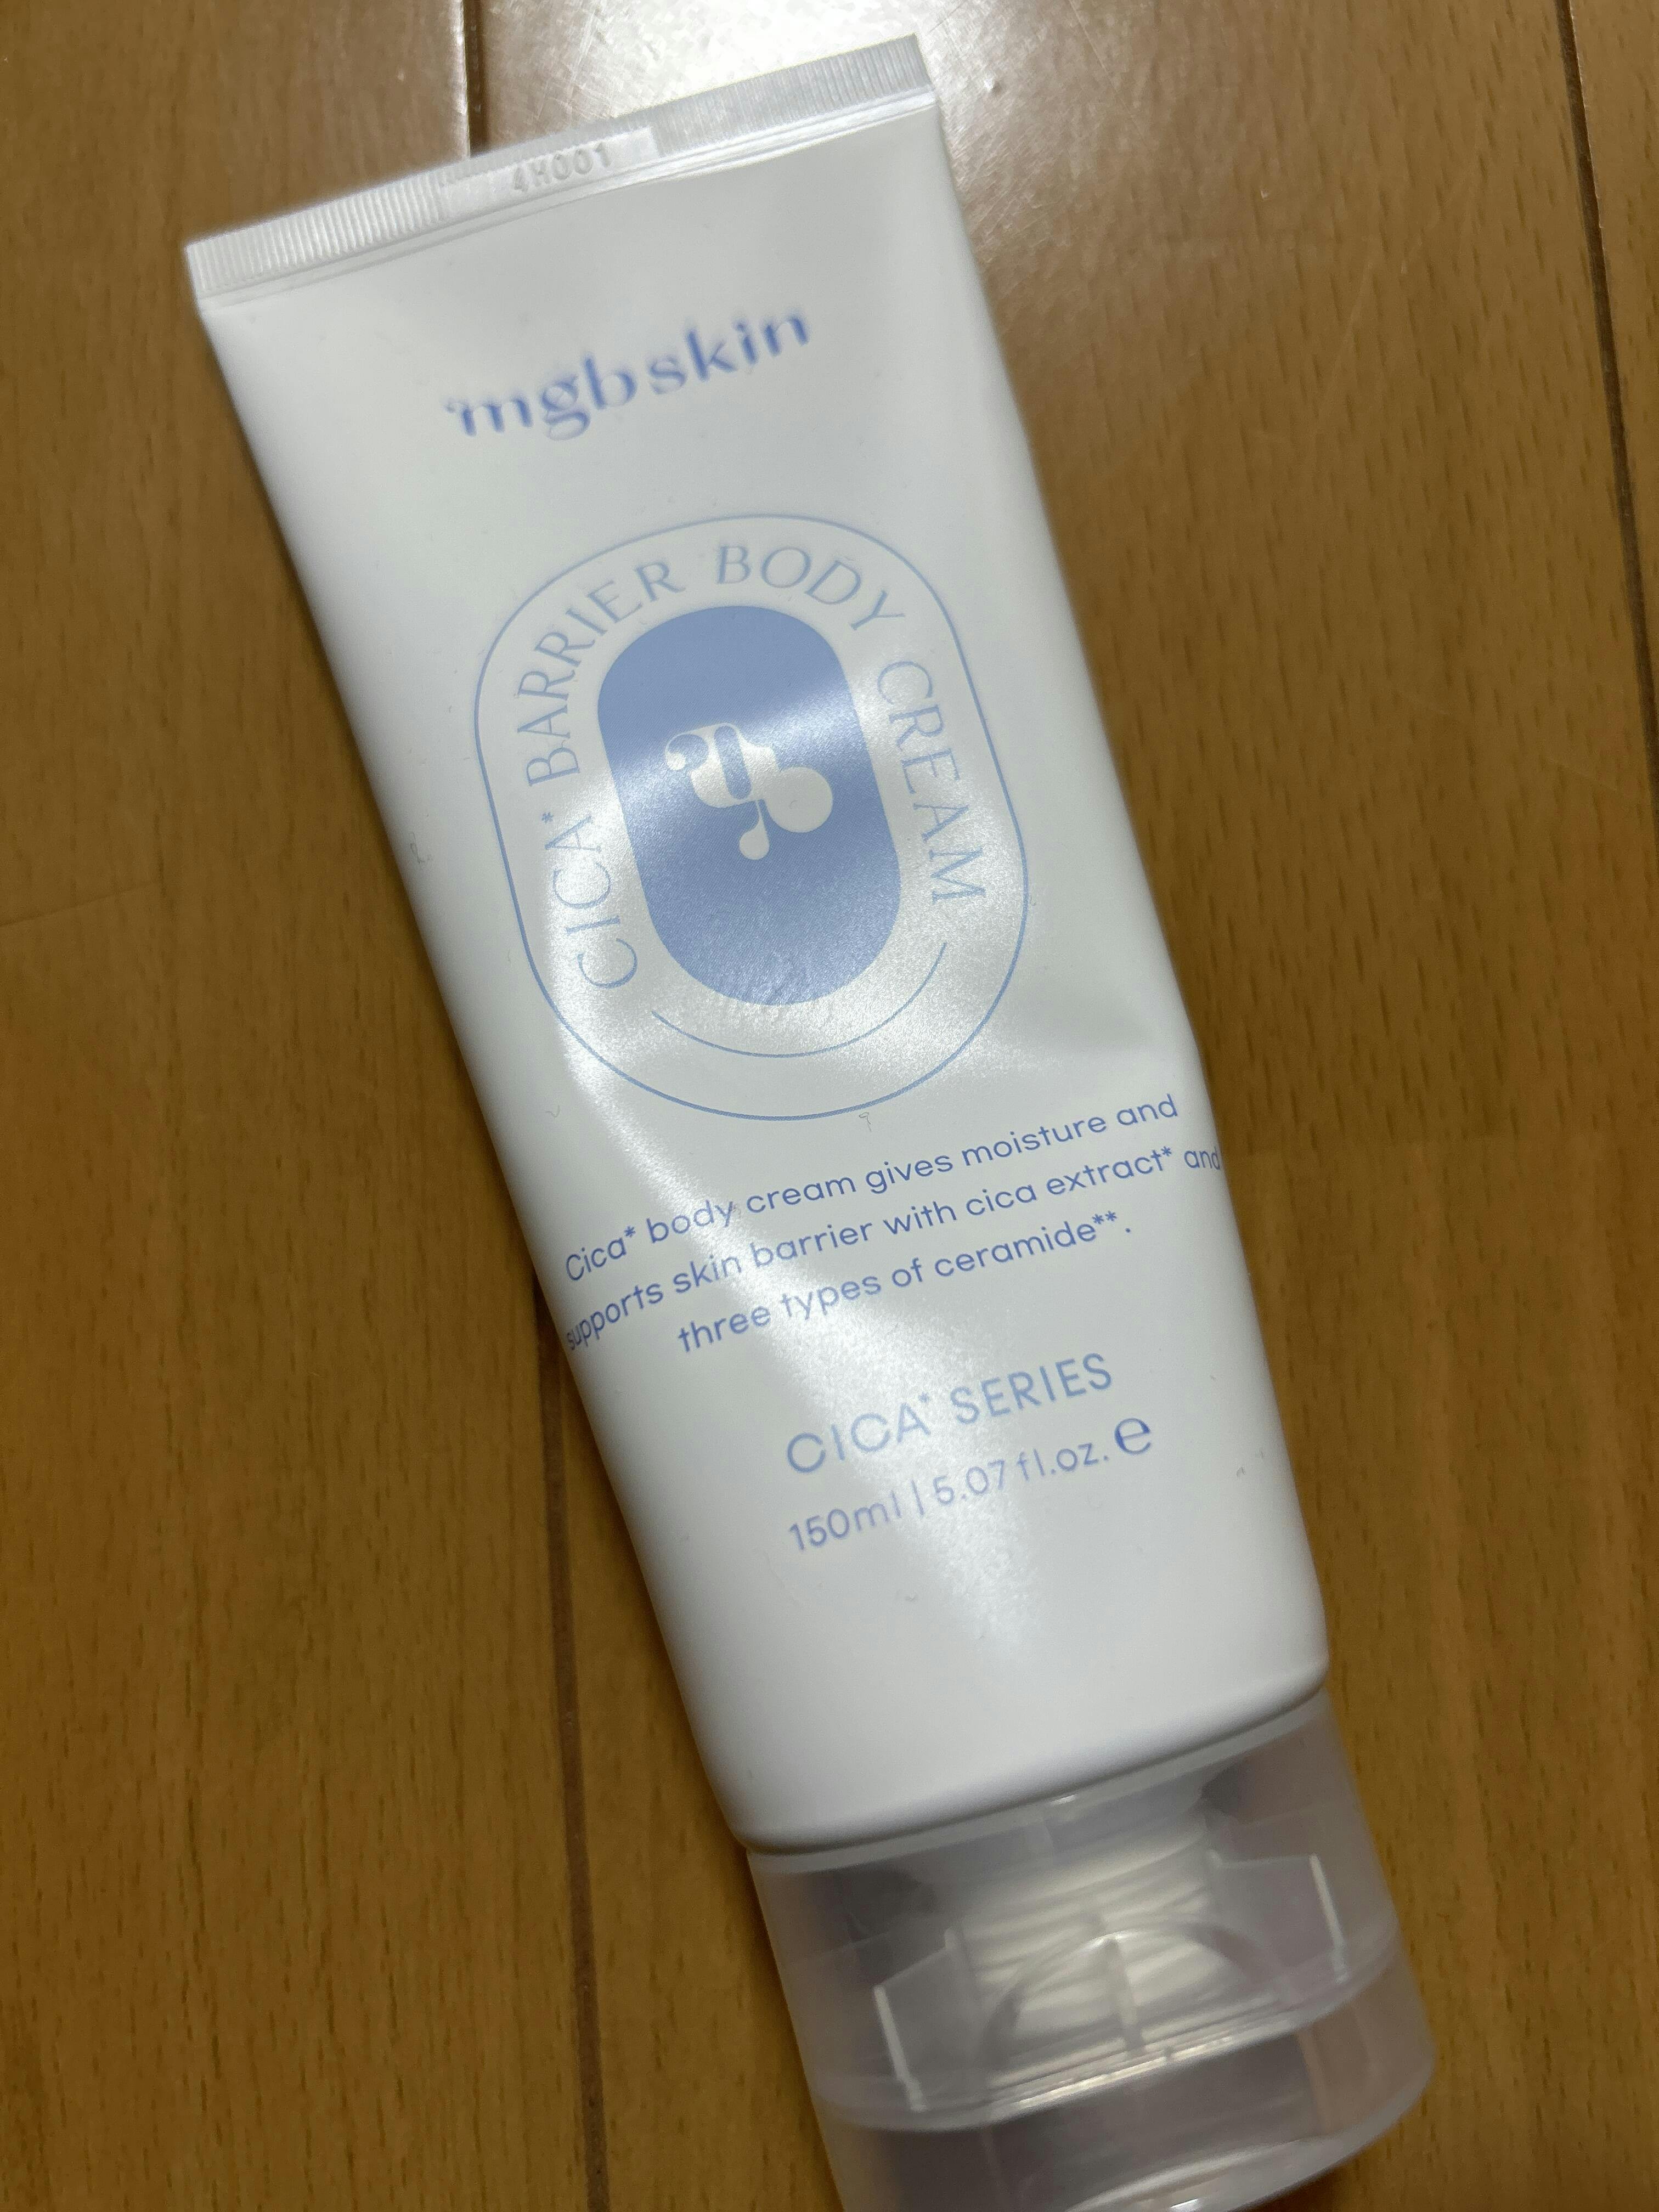 4H001
mgb skin
CICA* BARRIER BODY CREAM
Cica* body cream gives moisture and
supports skin barrier with cica extract* and
three types of ceramide**.
CICA* SERIES
150ml | 5.07 fl.oz. ℮